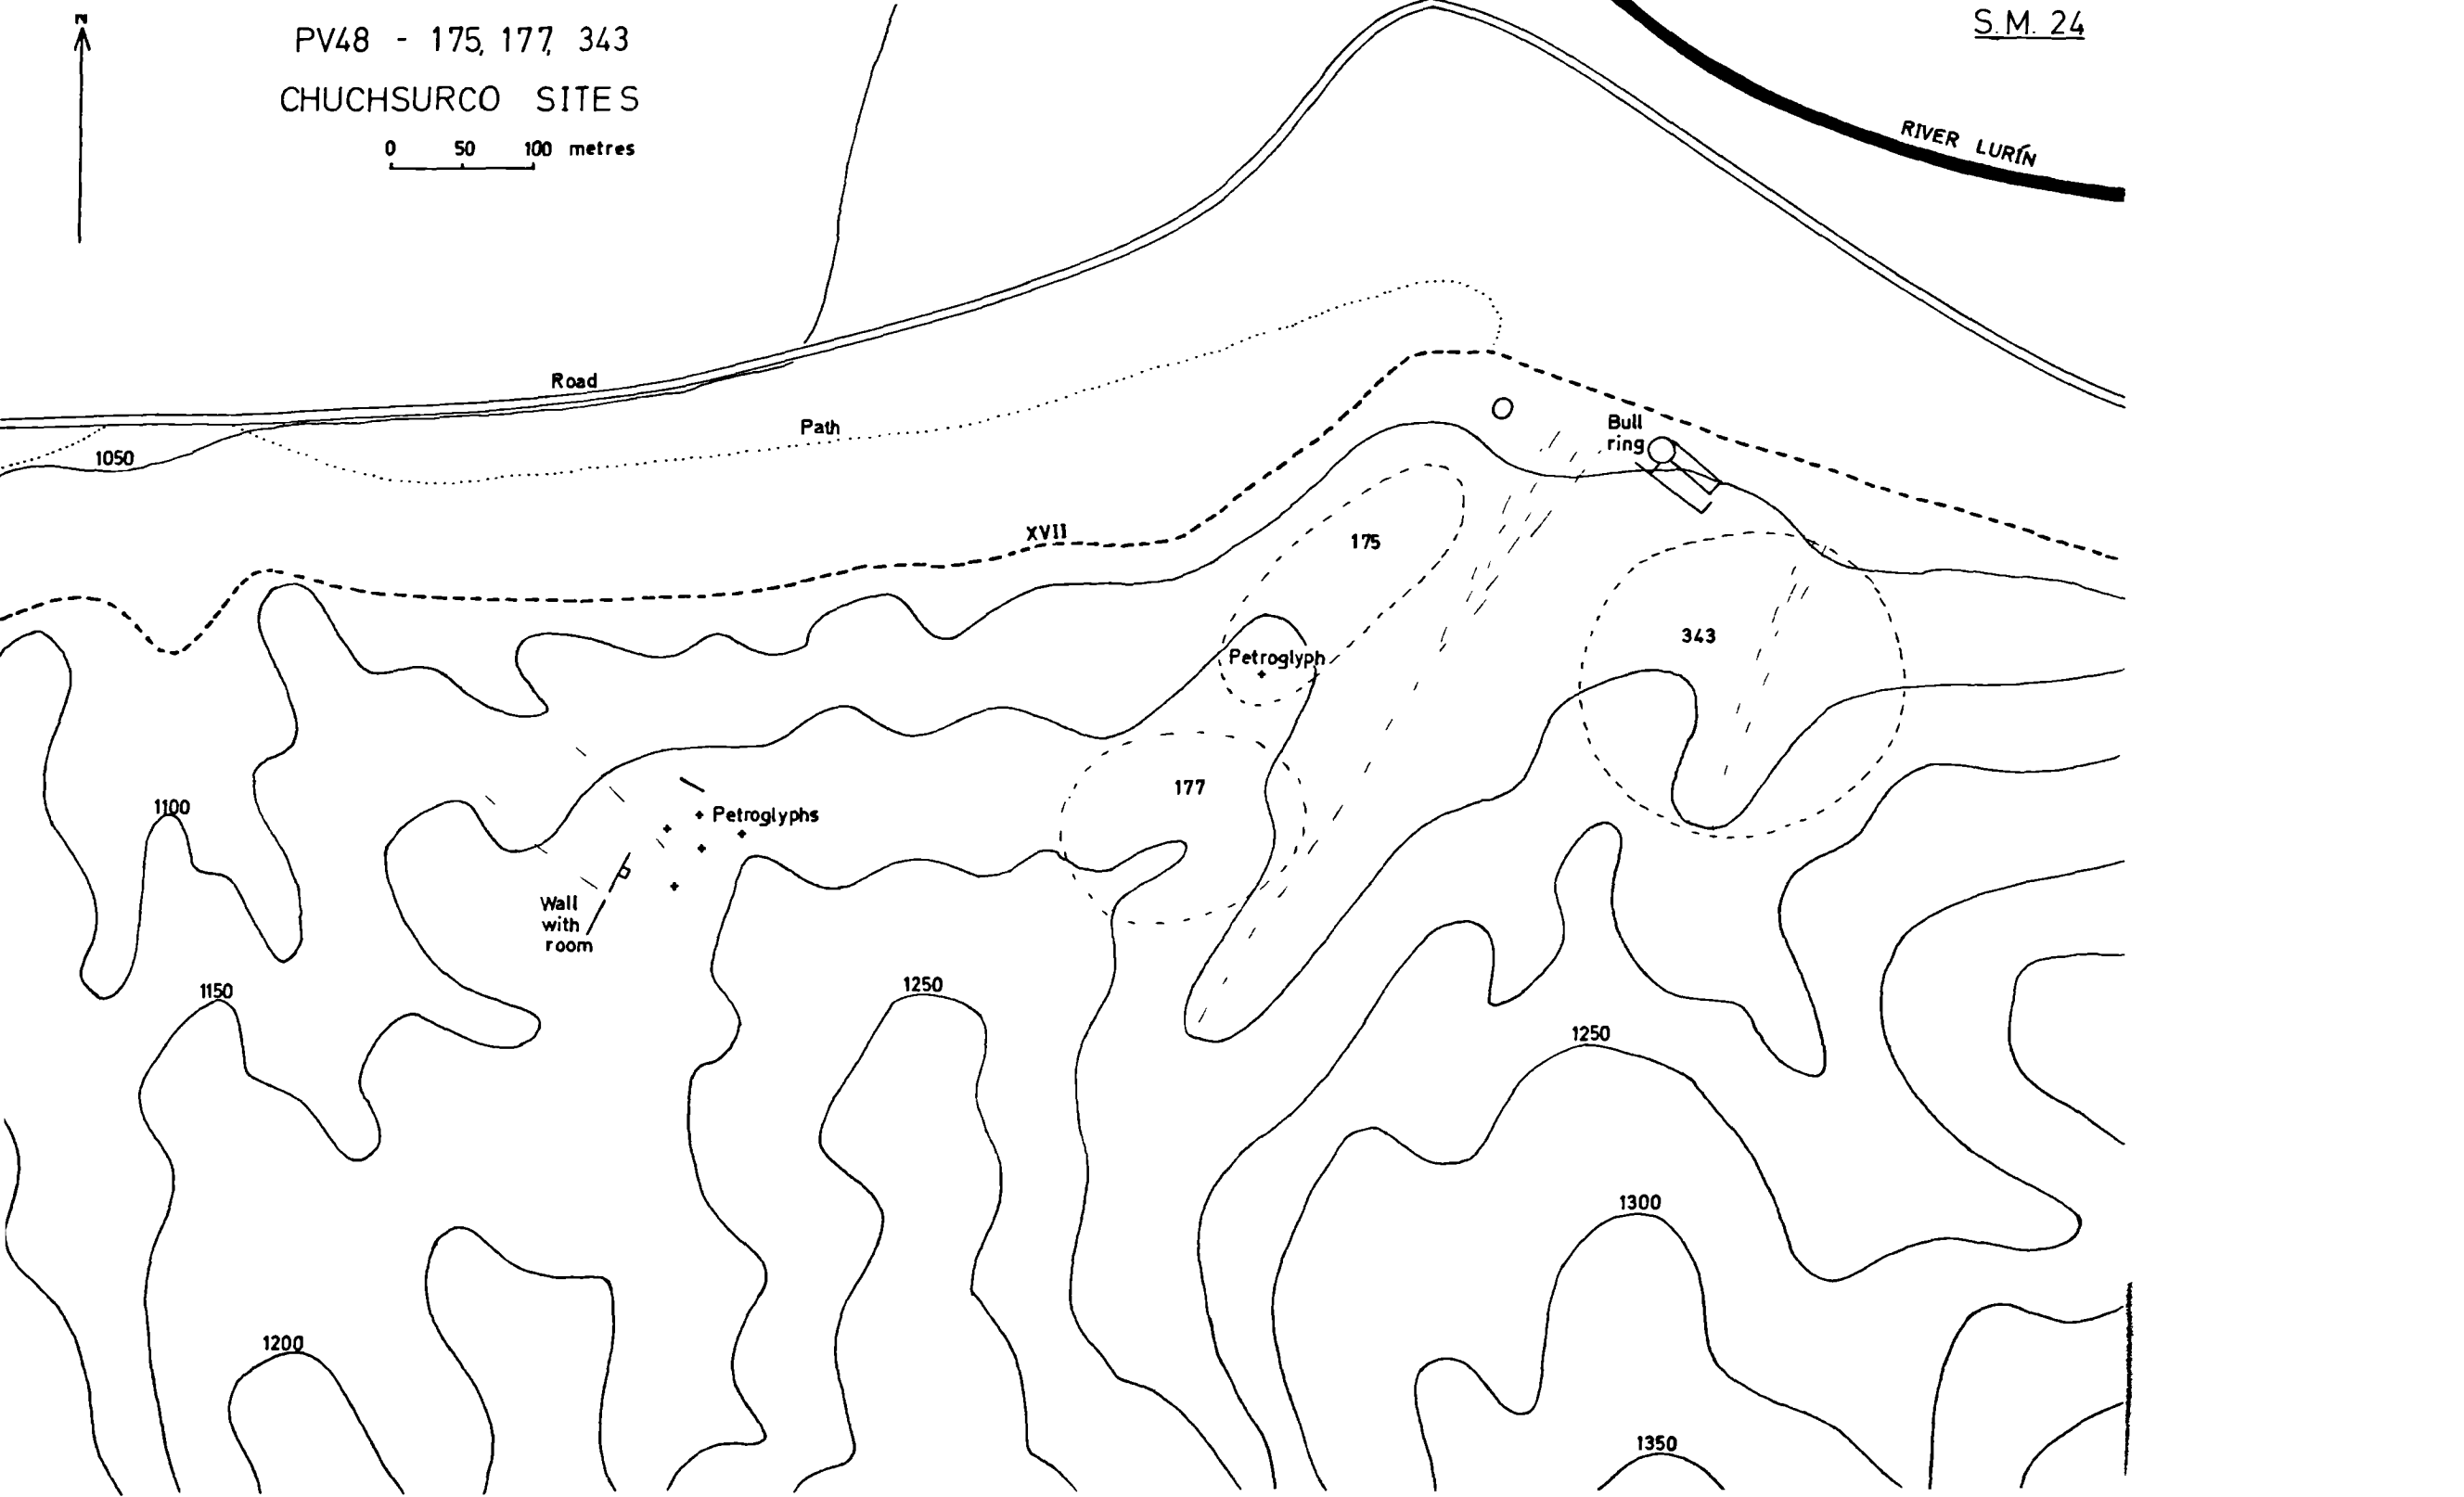 N
PV48 - 175, 177, 343
CHUCHSURCO SITES
0 50 100 metres
S.M. 24
RIVER LURÍN
Road
Path
1050
Bull
ring
XVII
175
343
Petroglyph
177
1100
Petroglyphs
Wall
with
room
1150
1250
1250
1300
1200
1350